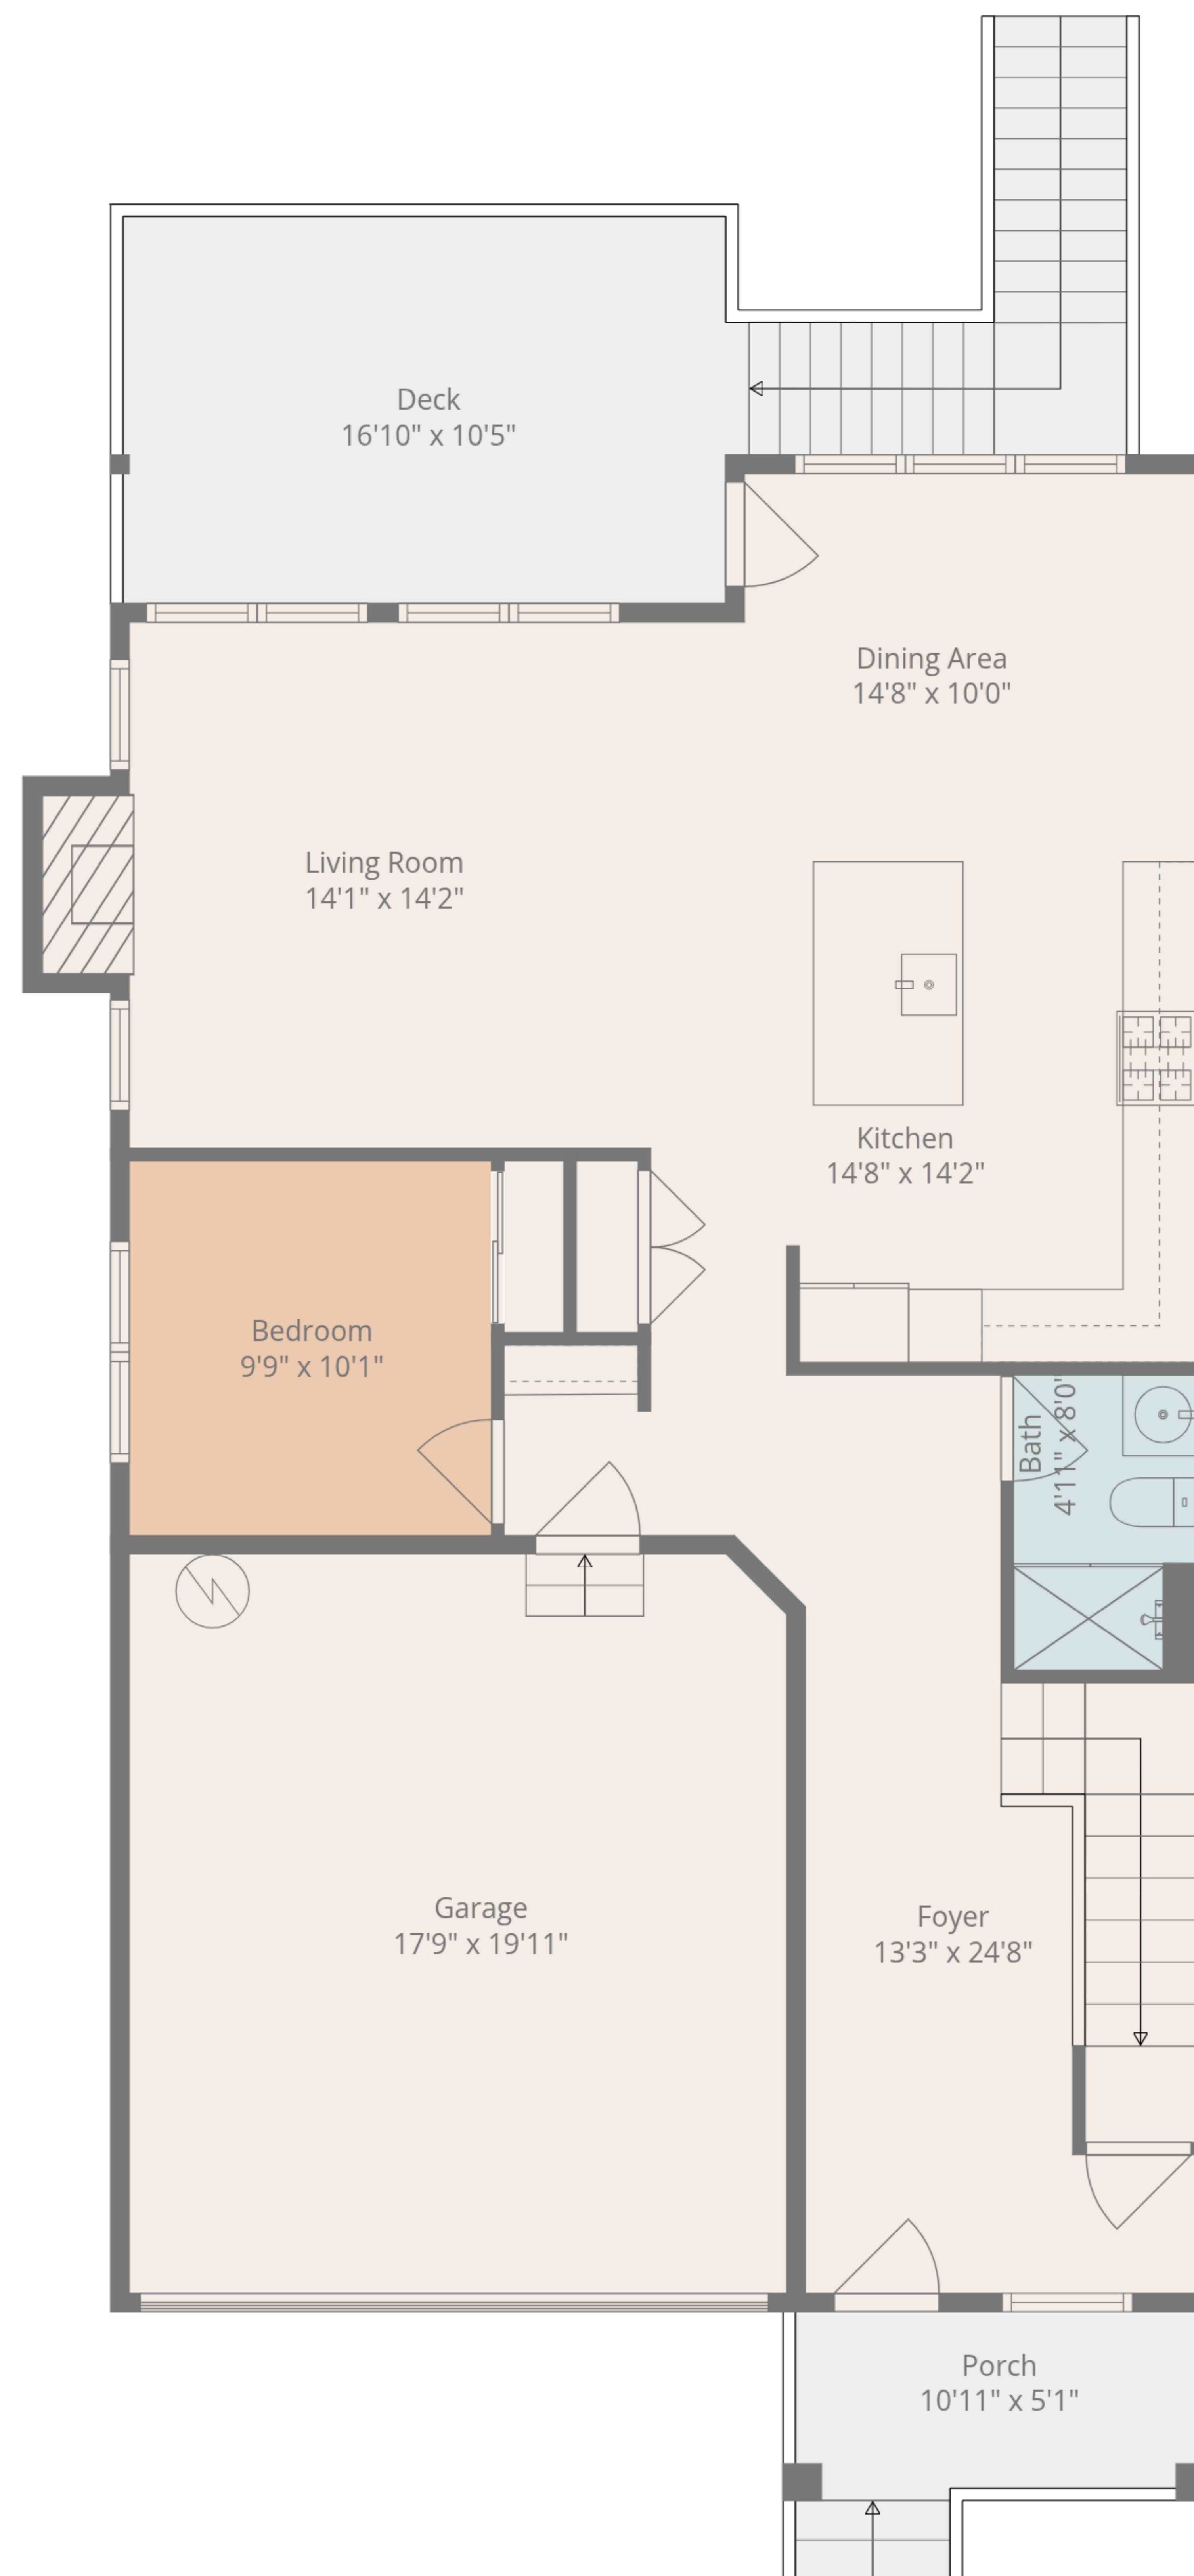 Deck
16'10" x 10'5"
Dining Area
14'8" x 10'0"
Living Room
14'1" x 14'2"
Kitchen
14'8" x 14'2"
Bedroom
9'9" x 10'1"
Bath
4'11" x 8'0"
Garage
17'9" x 19'11"
Foyer
13'3" x 24'8"
Porch
10'11" x 5'1"